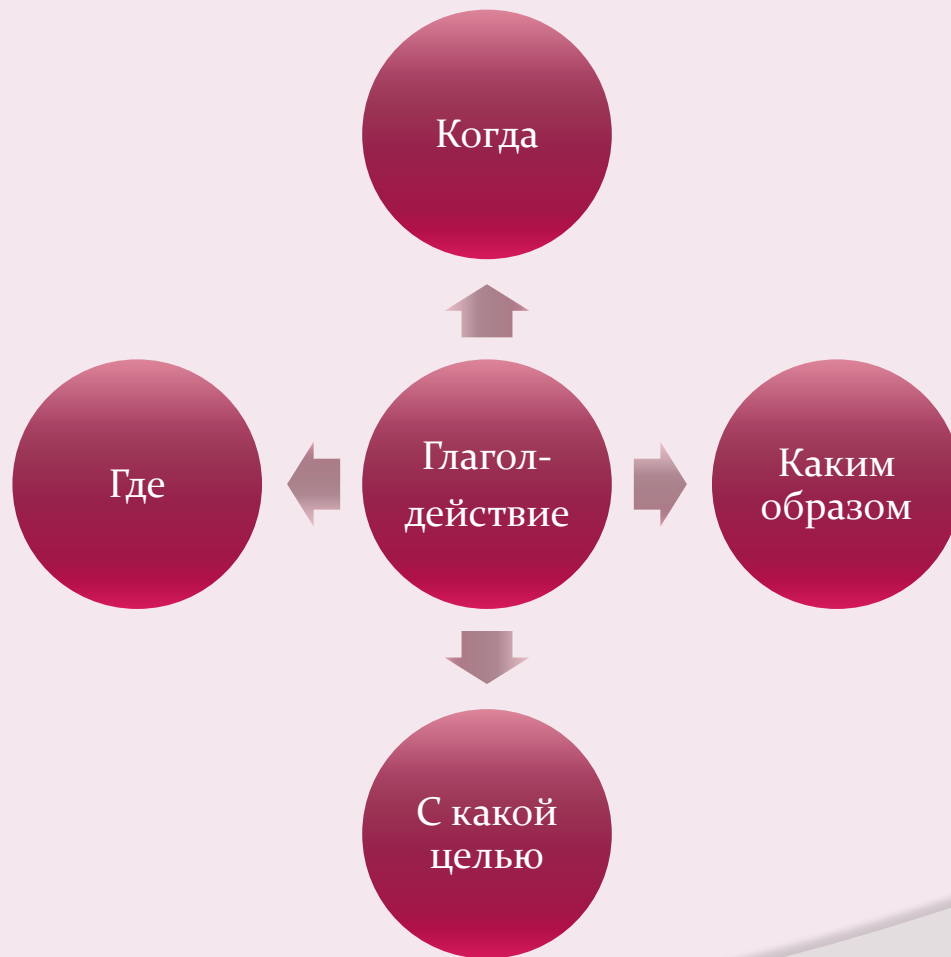 Когда
Где
Глагол-
действие
Каким
образом
С какой
целью